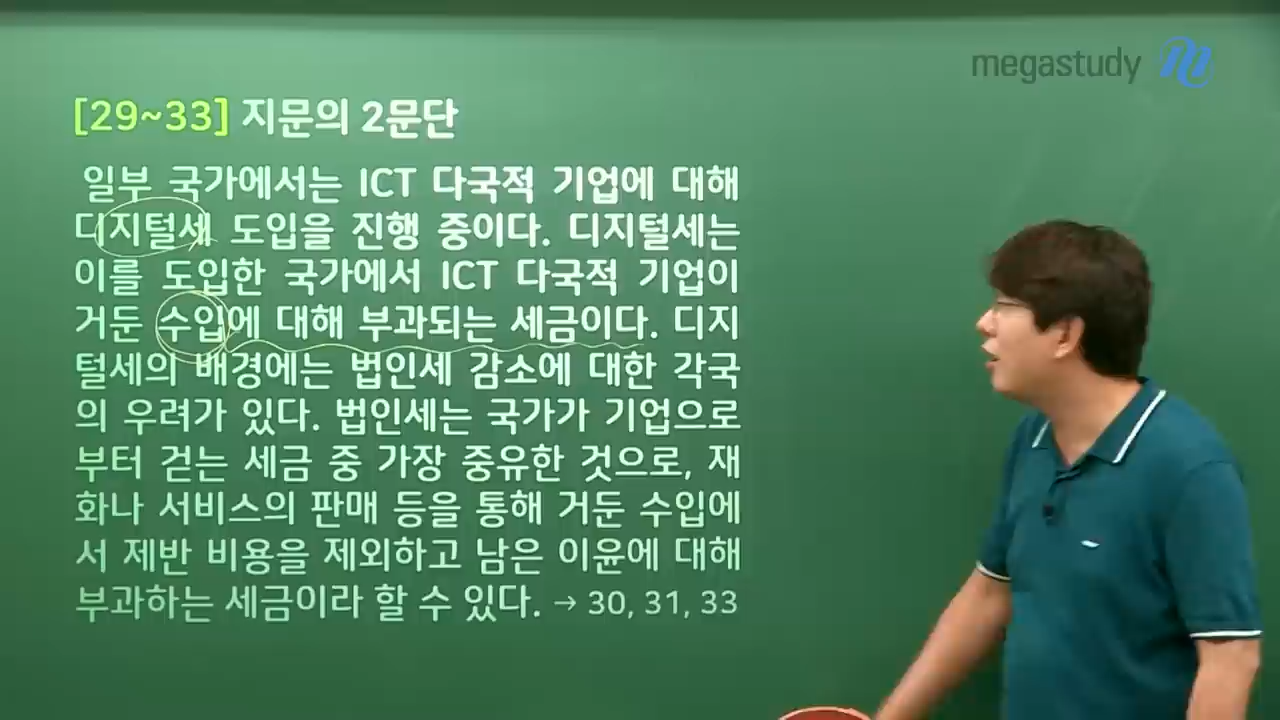 megastudy
[29~33] 지문의 2문단
일부 국가에서는 ICT 다국적 기업에 대해
디지털세 도입을 진행 중이다. 디지털세는
이를 도입한 국가에서 ICT 다국적 기업이
거둔 수입에 대해 부과되는 세금이다. 디지
털세의 배경에는 법인세 감소에 대한 각국
의 우려가 있다. 법인세는 국가가 기업으로
부터 걷는 세금 중 가장 중유한 것으로, 재
화나 서비스의 판매 등을 통해 거둔 수입에
서 제반 비용을 제외하고 남은 이윤에 대해
부과하는 세금이라 할 수 있다. → 30, 31, 33